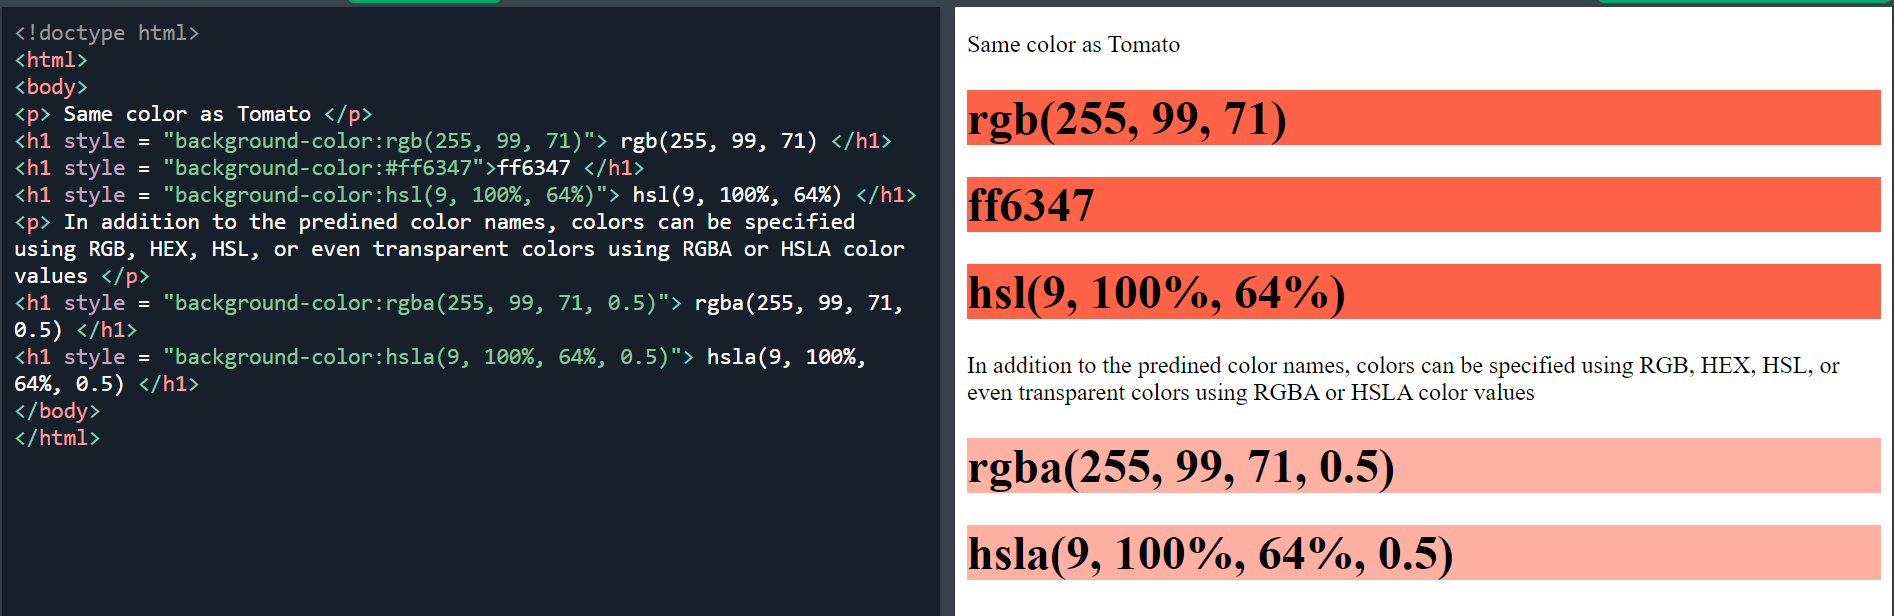 <!doctype html>
<html>
<body>
<p> Same color as Tomato </p>
<h1 style = "background-color:rgb(255, 99, 71)"> rgb(255, 99, 71) </h1>
<h1 style = "background-color:#ff6347">ff6347 </h1>
<h1 style = "background-color:hsl(9, 100%, 64%)"> hsl(9, 100%, 64%) </h1>
<p> In addition to the predined color names, colors can be specified
using RGB, HEX, HSL, or even transparent colors using RGBA or HSLA color
values </p>
<h1 style = "background-color:rgba(255, 99, 71, 0.5)"> rgba(255, 99, 71,
0.5) </h1>
<h1 style = "background-color:hsla(9, 100%, 64%, 0.5)"> hsla(9, 100%,
64%, 0.5) </h1>
</body>
</html>
Same color as Tomato
rgb(255, 99, 71)
ff6347
hsl(9, 100%, 64%)
In addition to the predined color names, colors can be specified using RGB, HEX, HSL, or
even transparent colors using RGBA or HSLA color values
rgba(255, 99, 71, 0.5)
hsla(9, 100%, 64%, 0.5)